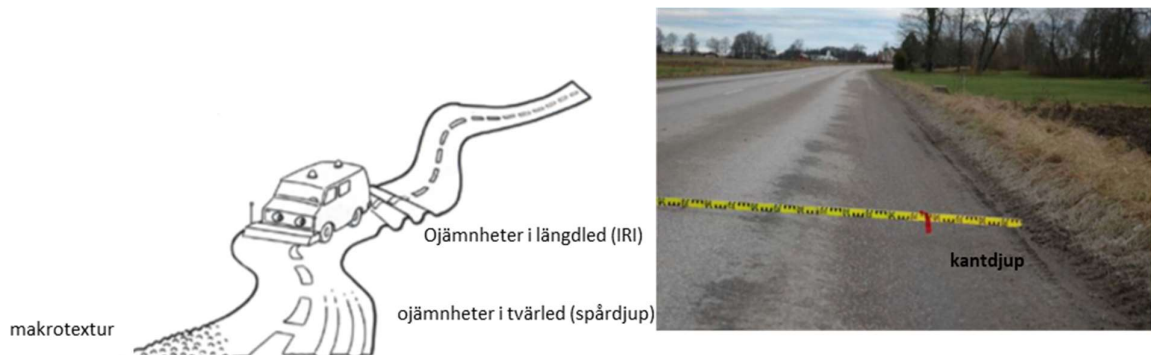 Ojämnheter i längdled (IRI)
kantdjup
ojämnheter i tvärled (spårdjup)
makrotextur